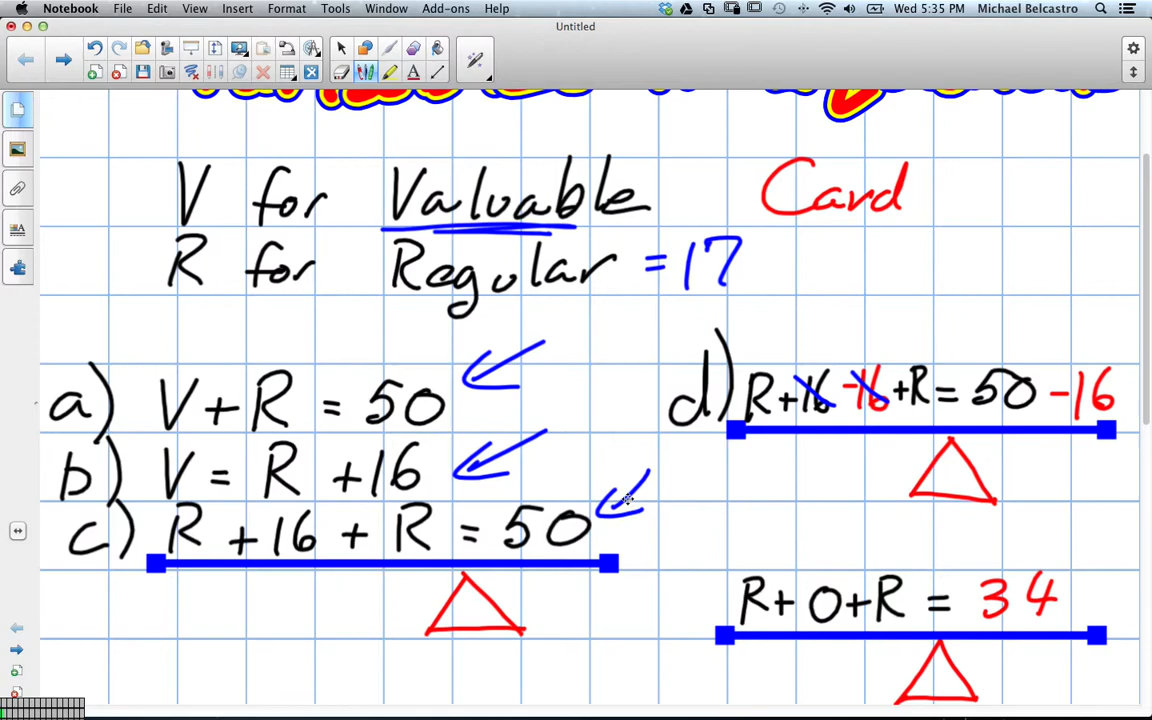 Notebook File Edit View Insert Format Tools Window Add-ons Help Wed 5:35 PM Michael Belcastro
Untitled
V for Valuable Card
R for Regular = 17
a) V + R = 50
b) V = R + 16
c) R + 16 + R = 50
d) R + 16 - 16 + R = 50 - 16
R + 0 + R = 34